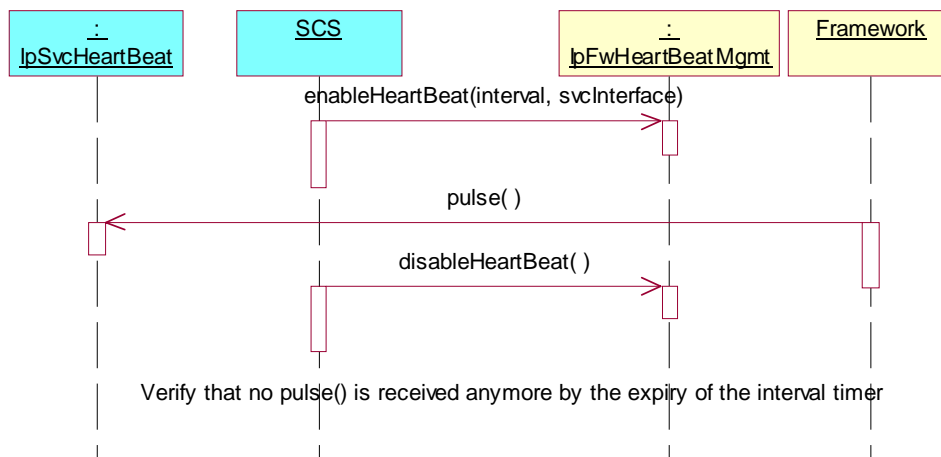 :
IpSvcHeartBeat
SCS
:
IpFwHeartBeatMgmt
Framework
enableHeartBeat(interval, svcInterface)
pulse( )
disableHeartBeat( )
Verify that no pulse() is received anymore by the expiry of the interval timer